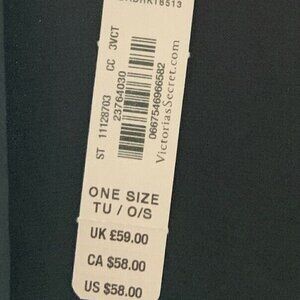 ST 11128703 CC 3VCT
23764030
0667546966582
VictoriasSecret.com
ONE SIZE
TU / O/S
UK £59.00
CA $58.00
US $58.00